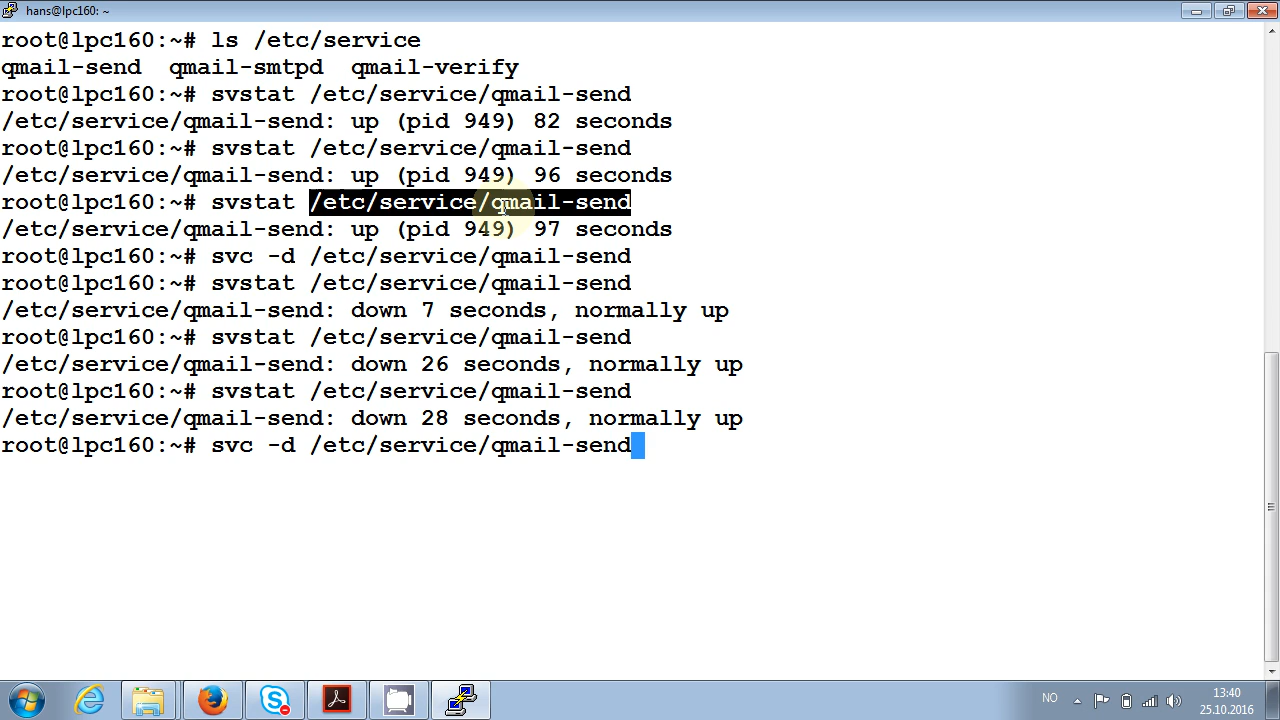 hans@lpc160: ~
root@lpc160:~# ls /etc/service
qmail-send  qmail-smtpd  qmail-verify
root@lpc160:~# svstat /etc/service/qmail-send
/etc/service/qmail-send: up (pid 949) 82 seconds
root@lpc160:~# svstat /etc/service/qmail-send
/etc/service/qmail-send: up (pid 949) 96 seconds
root@lpc160:~# svstat /etc/service/qmail-send
/etc/service/qmail-send: up (pid 949) 97 seconds
root@lpc160:~# svc -d /etc/service/qmail-send
root@lpc160:~# svstat /etc/service/qmail-send
/etc/service/qmail-send: down 7 seconds, normally up
root@lpc160:~# svstat /etc/service/qmail-send
/etc/service/qmail-send: down 26 seconds, normally up
root@lpc160:~# svstat /etc/service/qmail-send
/etc/service/qmail-send: down 28 seconds, normally up
root@lpc160:~# svc -d /etc/service/qmail-send
NO
13:40
25.10.2016